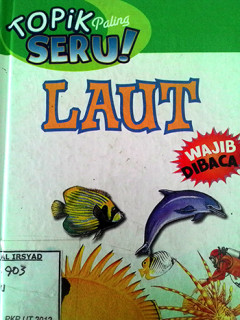 TOPiK Paling
SERU!
LAUT
WAJIB
DIBACA
AL IRSYAD
903